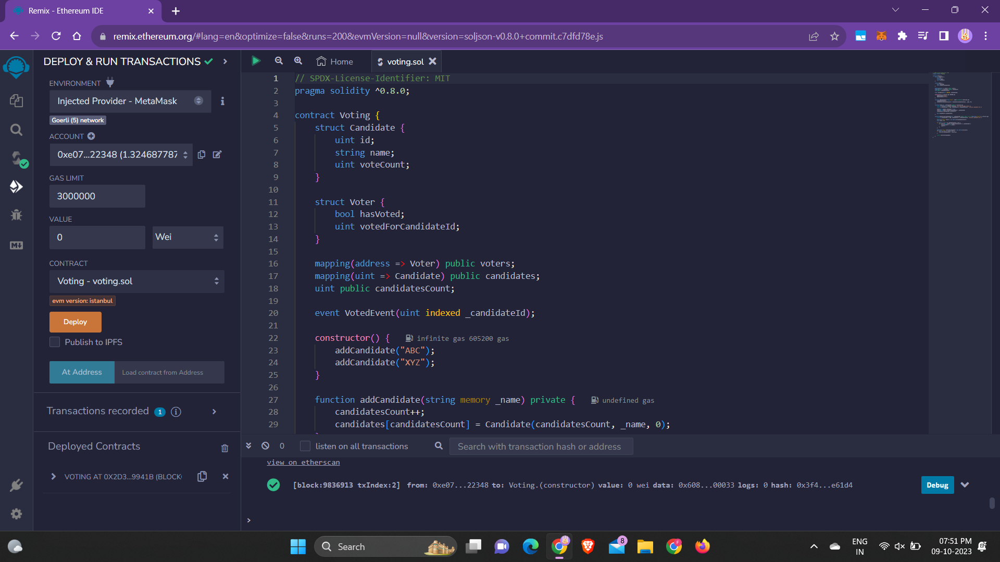 Remix - Ethereum IDE
remix.ethereum.org/#lang=en&optimize=false&runs=200&evmVersion=null&version=soljson-v0.8.0+commit.c7dfd78e.js
DEPLOY & RUN TRANSACTIONS
ENVIRONMENT
Injected Provider - MetaMask
Goerli (5) network
ACCOUNT
0xe07...22348 (1.324687787
GAS LIMIT
3000000
VALUE
0
Wei
CONTRACT
Voting - voting.sol
evm version: istanbul
Deploy
Publish to IPFS
At Address
Load contract from Address
Transactions recorded 1 i
Deployed Contracts
VOTING AT 0X2D3...9941B (BLOCK
Home
voting.sol
1 // SPDX-License-Identifier: MIT
2 pragma solidity ^0.8.0;
3
4 contract Voting {
5 struct Candidate {
6 uint id;
7 string name;
8 uint voteCount;
9 }
10
11 struct Voter {
12 bool hasVoted;
13 uint votedForCandidateId;
14 }
15
16 mapping(address => Voter) public voters;
17 mapping(uint => Candidate) public candidates;
18 uint public candidatesCount;
19
20 event VotedEvent(uint indexed _candidateId);
21
22 constructor() { infinite gas 605200 gas
23 addCandidate("ABC");
24 addCandidate("XYZ");
25 }
26
27 function addCandidate(string memory _name) private { undefined gas
28 candidatesCount++;
29 candidates[candidatesCount] = Candidate(candidatesCount, _name, 0);
0
listen on all transactions
Search with transaction hash or address
view on etherscan
[block:9836913 txIndex:2] from: 0xe07...22348 to: Voting.(constructor) value: 0 wei data: 0x608...00033 logs: 0 hash: 0x3f4...e61d4
Debug
>
Search
8
F
ENG
IN
07:51 PM
09-10-2023